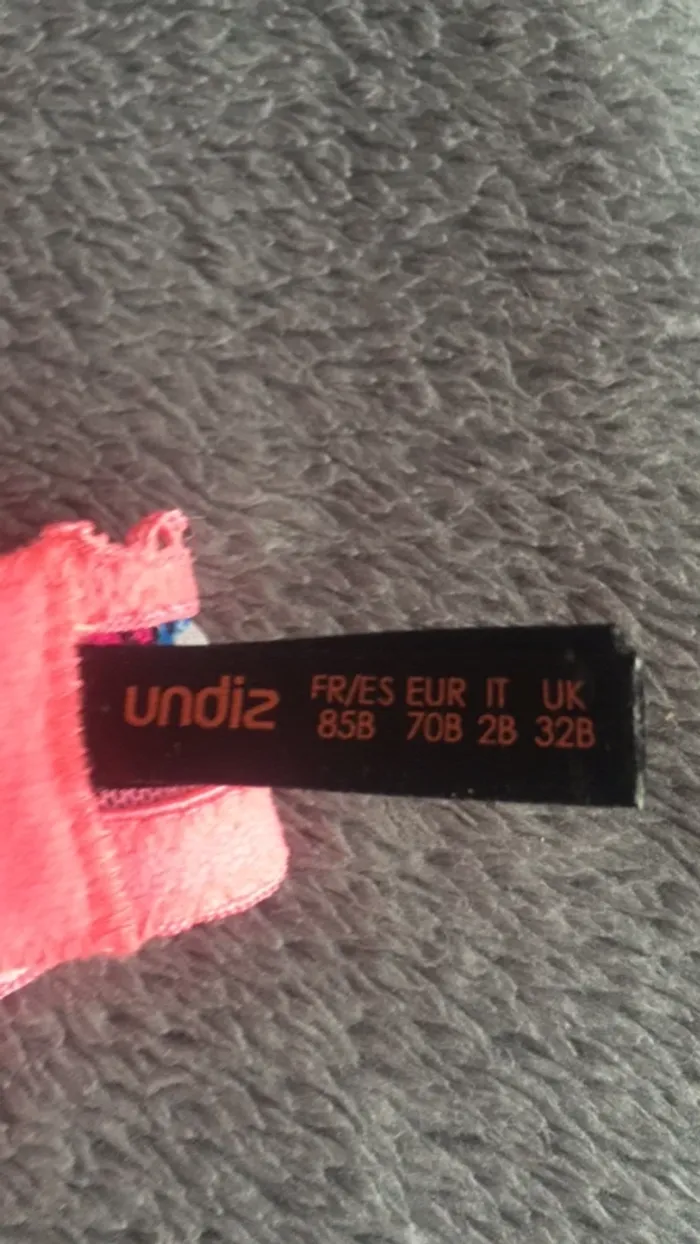 undiz
FR/ES EUR IT UK
85B 70B 2B 32B